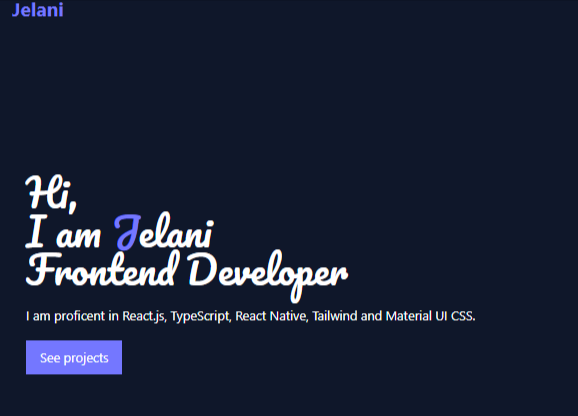 Jelani
Hi,
I am Jelani
Frontend Developer
I am proficent in React.js, TypeScript, React Native, Tailwind and Material UI CSS.
See projects